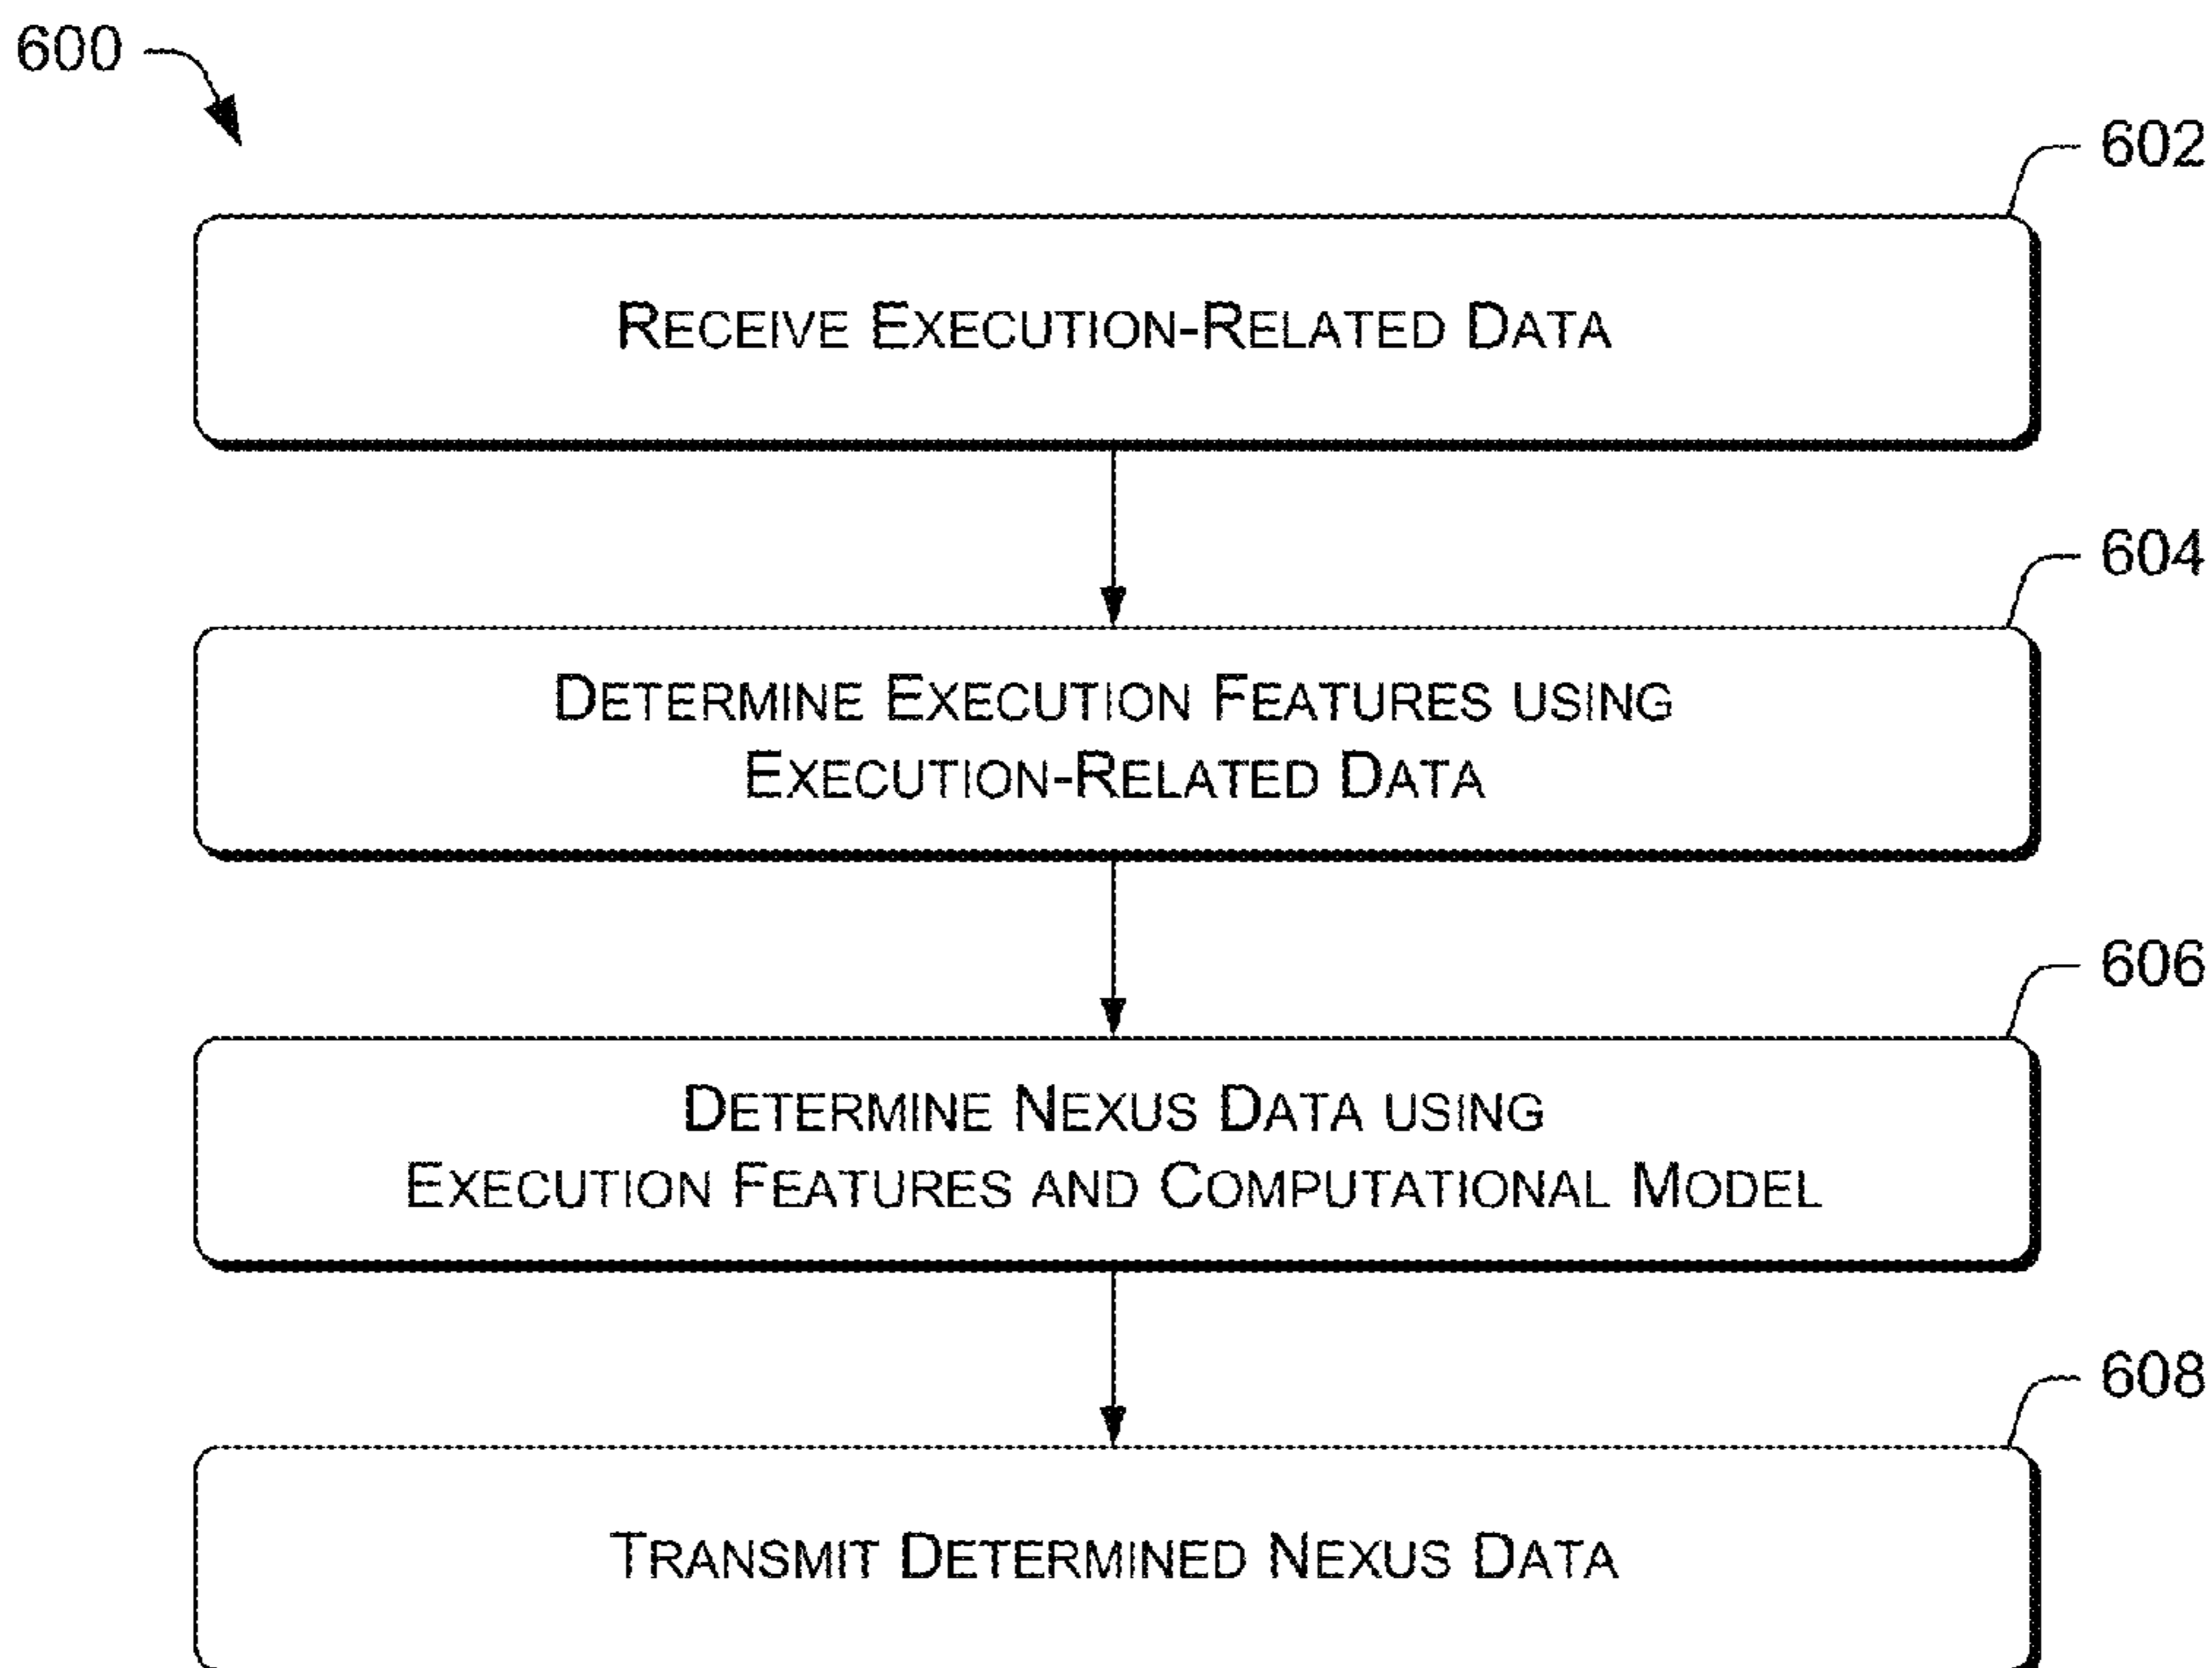 600
602
RECEIVE EXECUTION-RELATED DATA
604
DETERMINE EXECUTION FEATURES USING
EXECUTION-RELATED DATA
606
DETERMINE NEXUS DATA USING
EXECUTION FEATURES AND COMPUTATIONAL MODEL
608
TRANSMIT DETERMINED NEXUS DATA